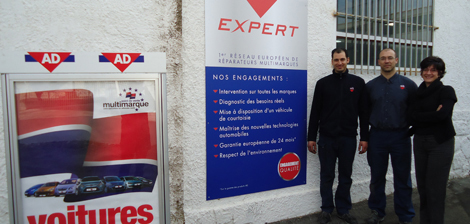 AD
AD
multimarque
voitures
EXPERT
1ER RÉSEAU EUROPÉEN DE
RÉPARATEURS MULTIMARQUES
NOS ENGAGEMENTS :
Intervention sur toutes les marques
Diagnostic des besoins réels
Mise à disposition d'un véhicule
de courtoisie
Maîtrise des nouvelles technologies
automobiles
Garantie européenne de 24 mois*
Respect de l'environnement
ENGAGEMENT
QUALITÉ